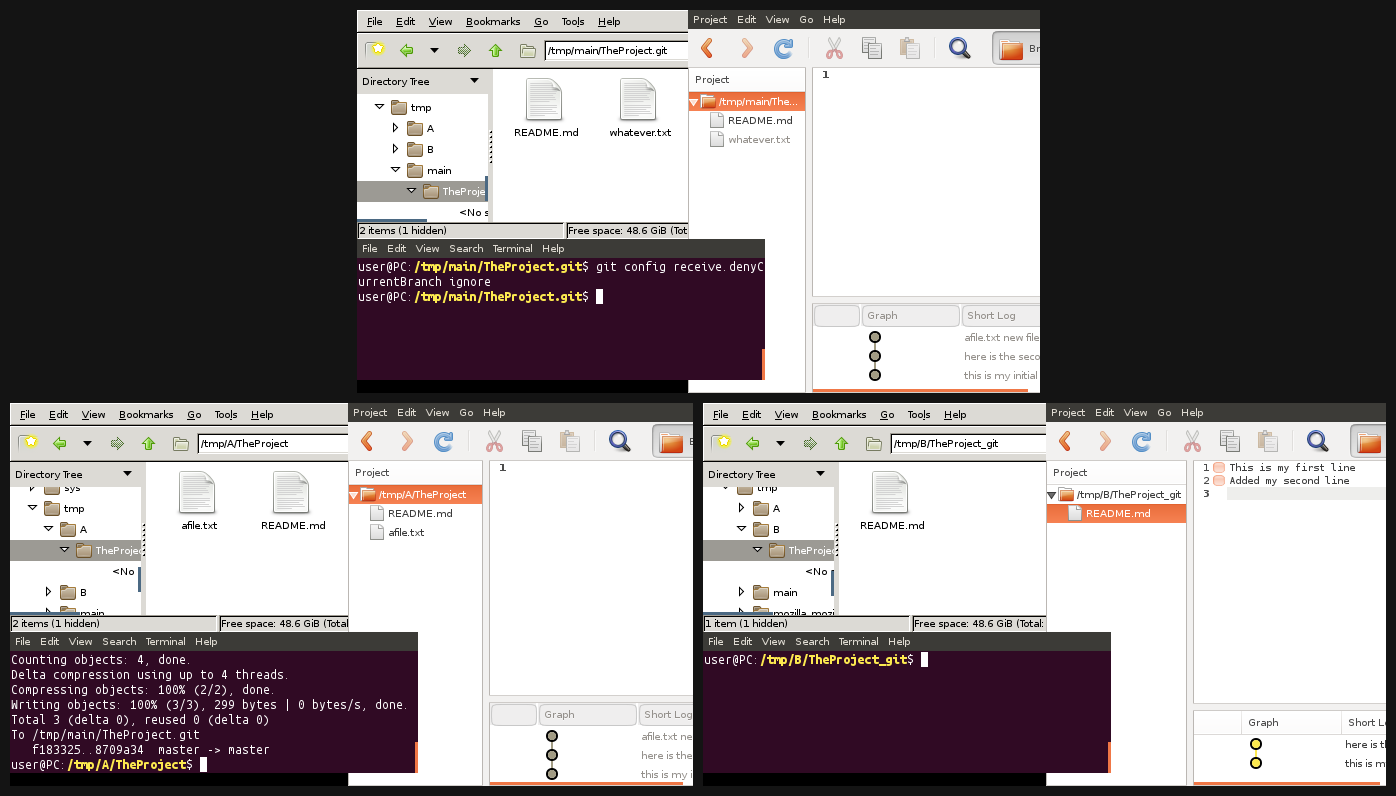 File Edit View Bookmarks Go Tools Help
/tmp/main/TheProject.git
Directory Tree
tmp
A
B
main
TheProje
<No s
README.md
whatever.txt
2 items (1 hidden)
Free space: 48.6 GiB (Tot
Project Edit View Go Help
Br
Project
/tmp/main/The...
README.md
whatever.txt
1
Graph
Short Log
afile.txt new file
here is the seco
this is my initial
File Edit View Search Terminal Help
user@PC:/tmp/main/TheProject.git$ git config receive.denyC
urrentBranch ignore
user@PC:/tmp/main/TheProject.git$
File Edit View Bookmarks Go Tools Help
/tmp/A/TheProject
Directory Tree
sys
tmp
A
TheProjec
<No
B
main
afile.txt
README.md
2 items (1 hidden)
Free space: 48.6 GiB (Total
Project Edit View Go Help
Project
/tmp/A/TheProject
README.md
afile.txt
1
Graph
Short Log
afile.txt ne
here is the
this is my i
File Edit View Search Terminal Help
Counting objects: 4, done.
Delta compression using up to 4 threads.
Compressing objects: 100% (2/2), done.
Writing objects: 100% (3/3), 299 bytes | 0 bytes/s, done.
Total 3 (delta 0), reused 0 (delta 0)
To /tmp/main/TheProject.git
f183325..8709a34 master -> master
user@PC:/tmp/A/TheProject$
File Edit View Bookmarks Go Tools Help
/tmp/B/TheProject_git
Directory Tree
tmp
A
B
TheProjec
<No
main
mozilla_mozi
README.md
1 item (1 hidden)
Free space: 48.6 GiB (Total:
Project Edit View Go Help
Project
/tmp/B/TheProject_git
README.md
1 This is my first line
2 Added my second line
3
Graph
Short L
here is t
this is m
File Edit View Search Terminal Help
user@PC:/tmp/B/TheProject_git$